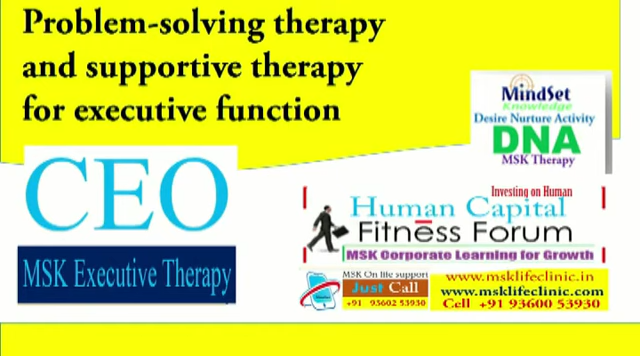 Problem-solving therapy
and supportive therapy
for executive function
MindSet
Knowledge
Desire Nurture Activity
DNA
MSK Therapy
CEO
MSK Executive Therapy
Investing on Human
Human Capital
Fitness Forum
MSK Corporate Learning for Growth
MSK On life support
Just Call
+91 93602 53930
www.msklifeclinic.in
www.msklifeclinic.com
Cell +91 93600 53930